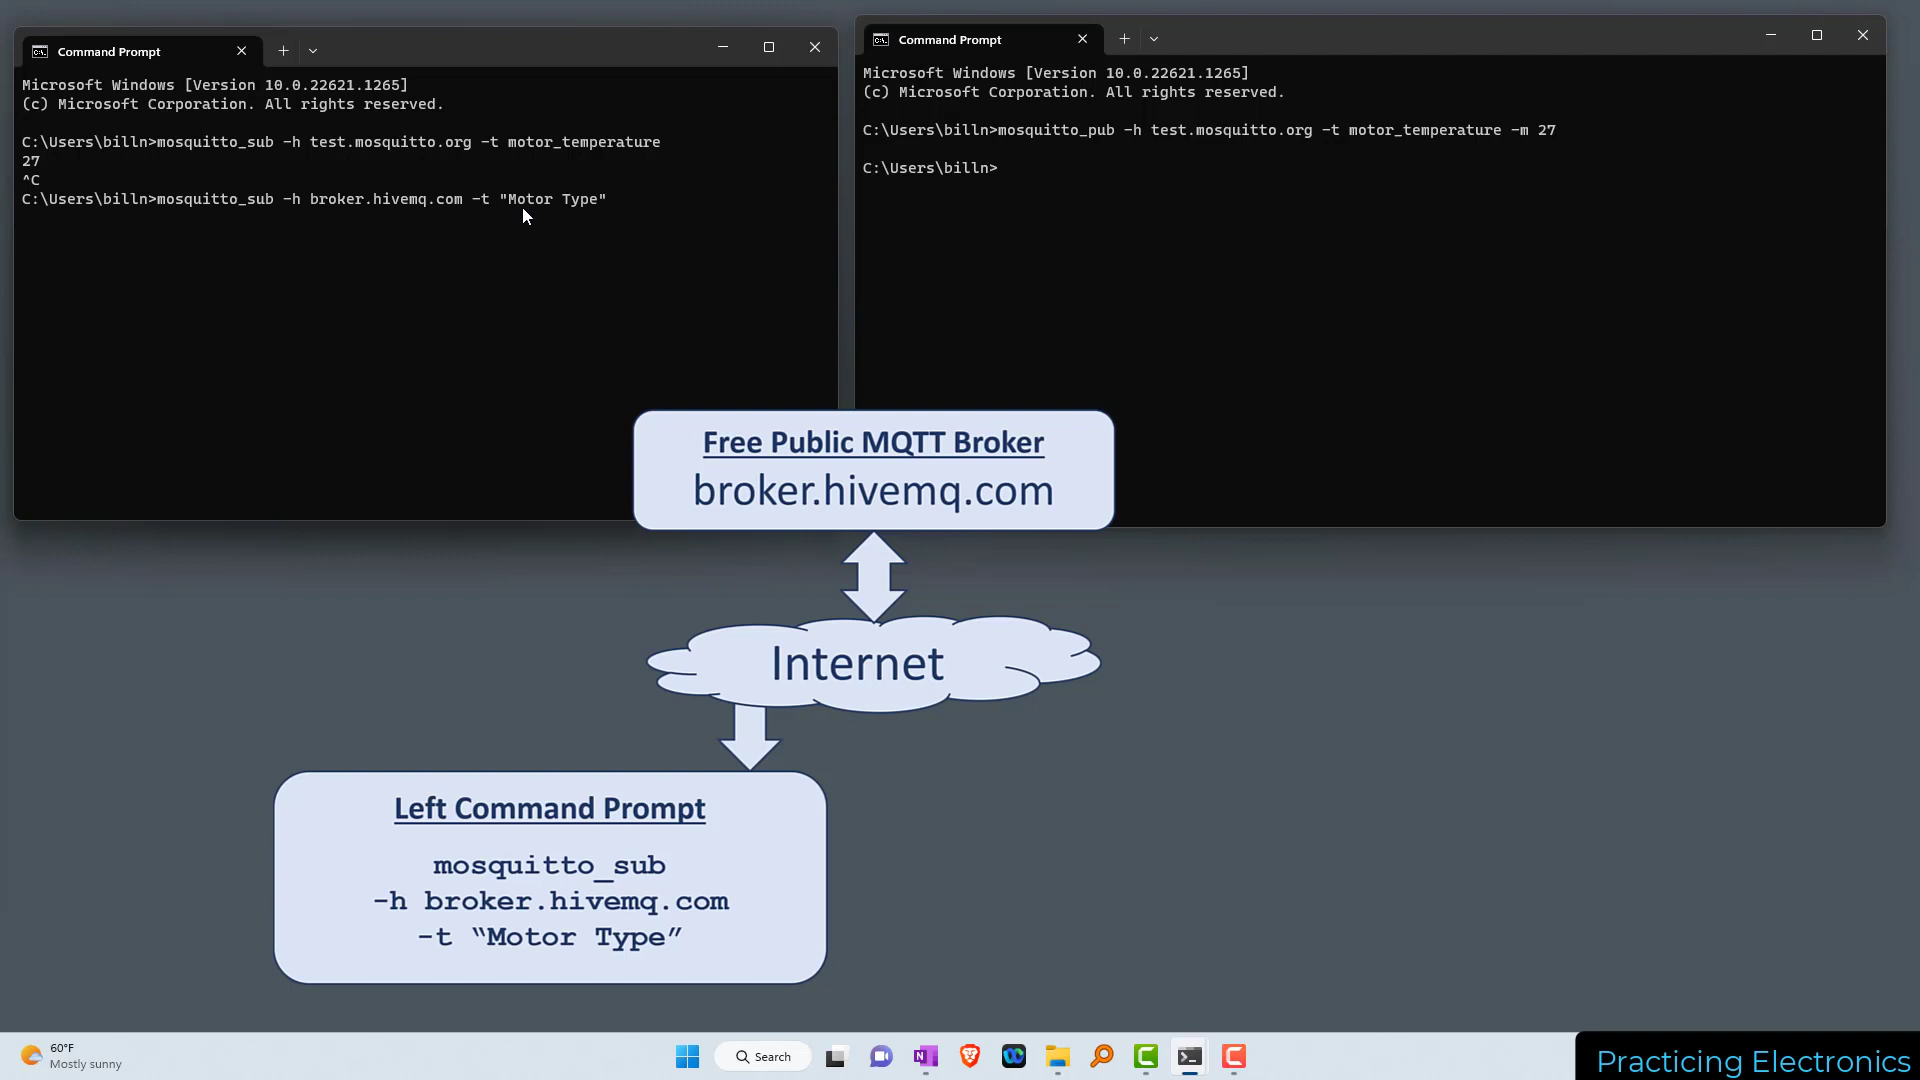 Command Prompt
Microsoft Windows [Version 10.0.22621.1265]
(c) Microsoft Corporation. All rights reserved.
C:\Users\billn>mosquitto_sub -h test.mosquitto.org -t motor_temperature
27
^C
C:\Users\billn>mosquitto_sub -h broker.hivemq.com -t "Motor Type"
Command Prompt
Microsoft Windows [Version 10.0.22621.1265]
(c) Microsoft Corporation. All rights reserved.
C:\Users\billn>mosquitto_pub -h test.mosquitto.org -t motor_temperature -m 27
C:\Users\billn>
Free Public MQTT Broker
broker.hivemq.com
Internet
Left Command Prompt
mosquitto_sub
-h broker.hivemq.com
-t “Motor Type”
60°F
Mostly sunny
Search
Practicing Electronics